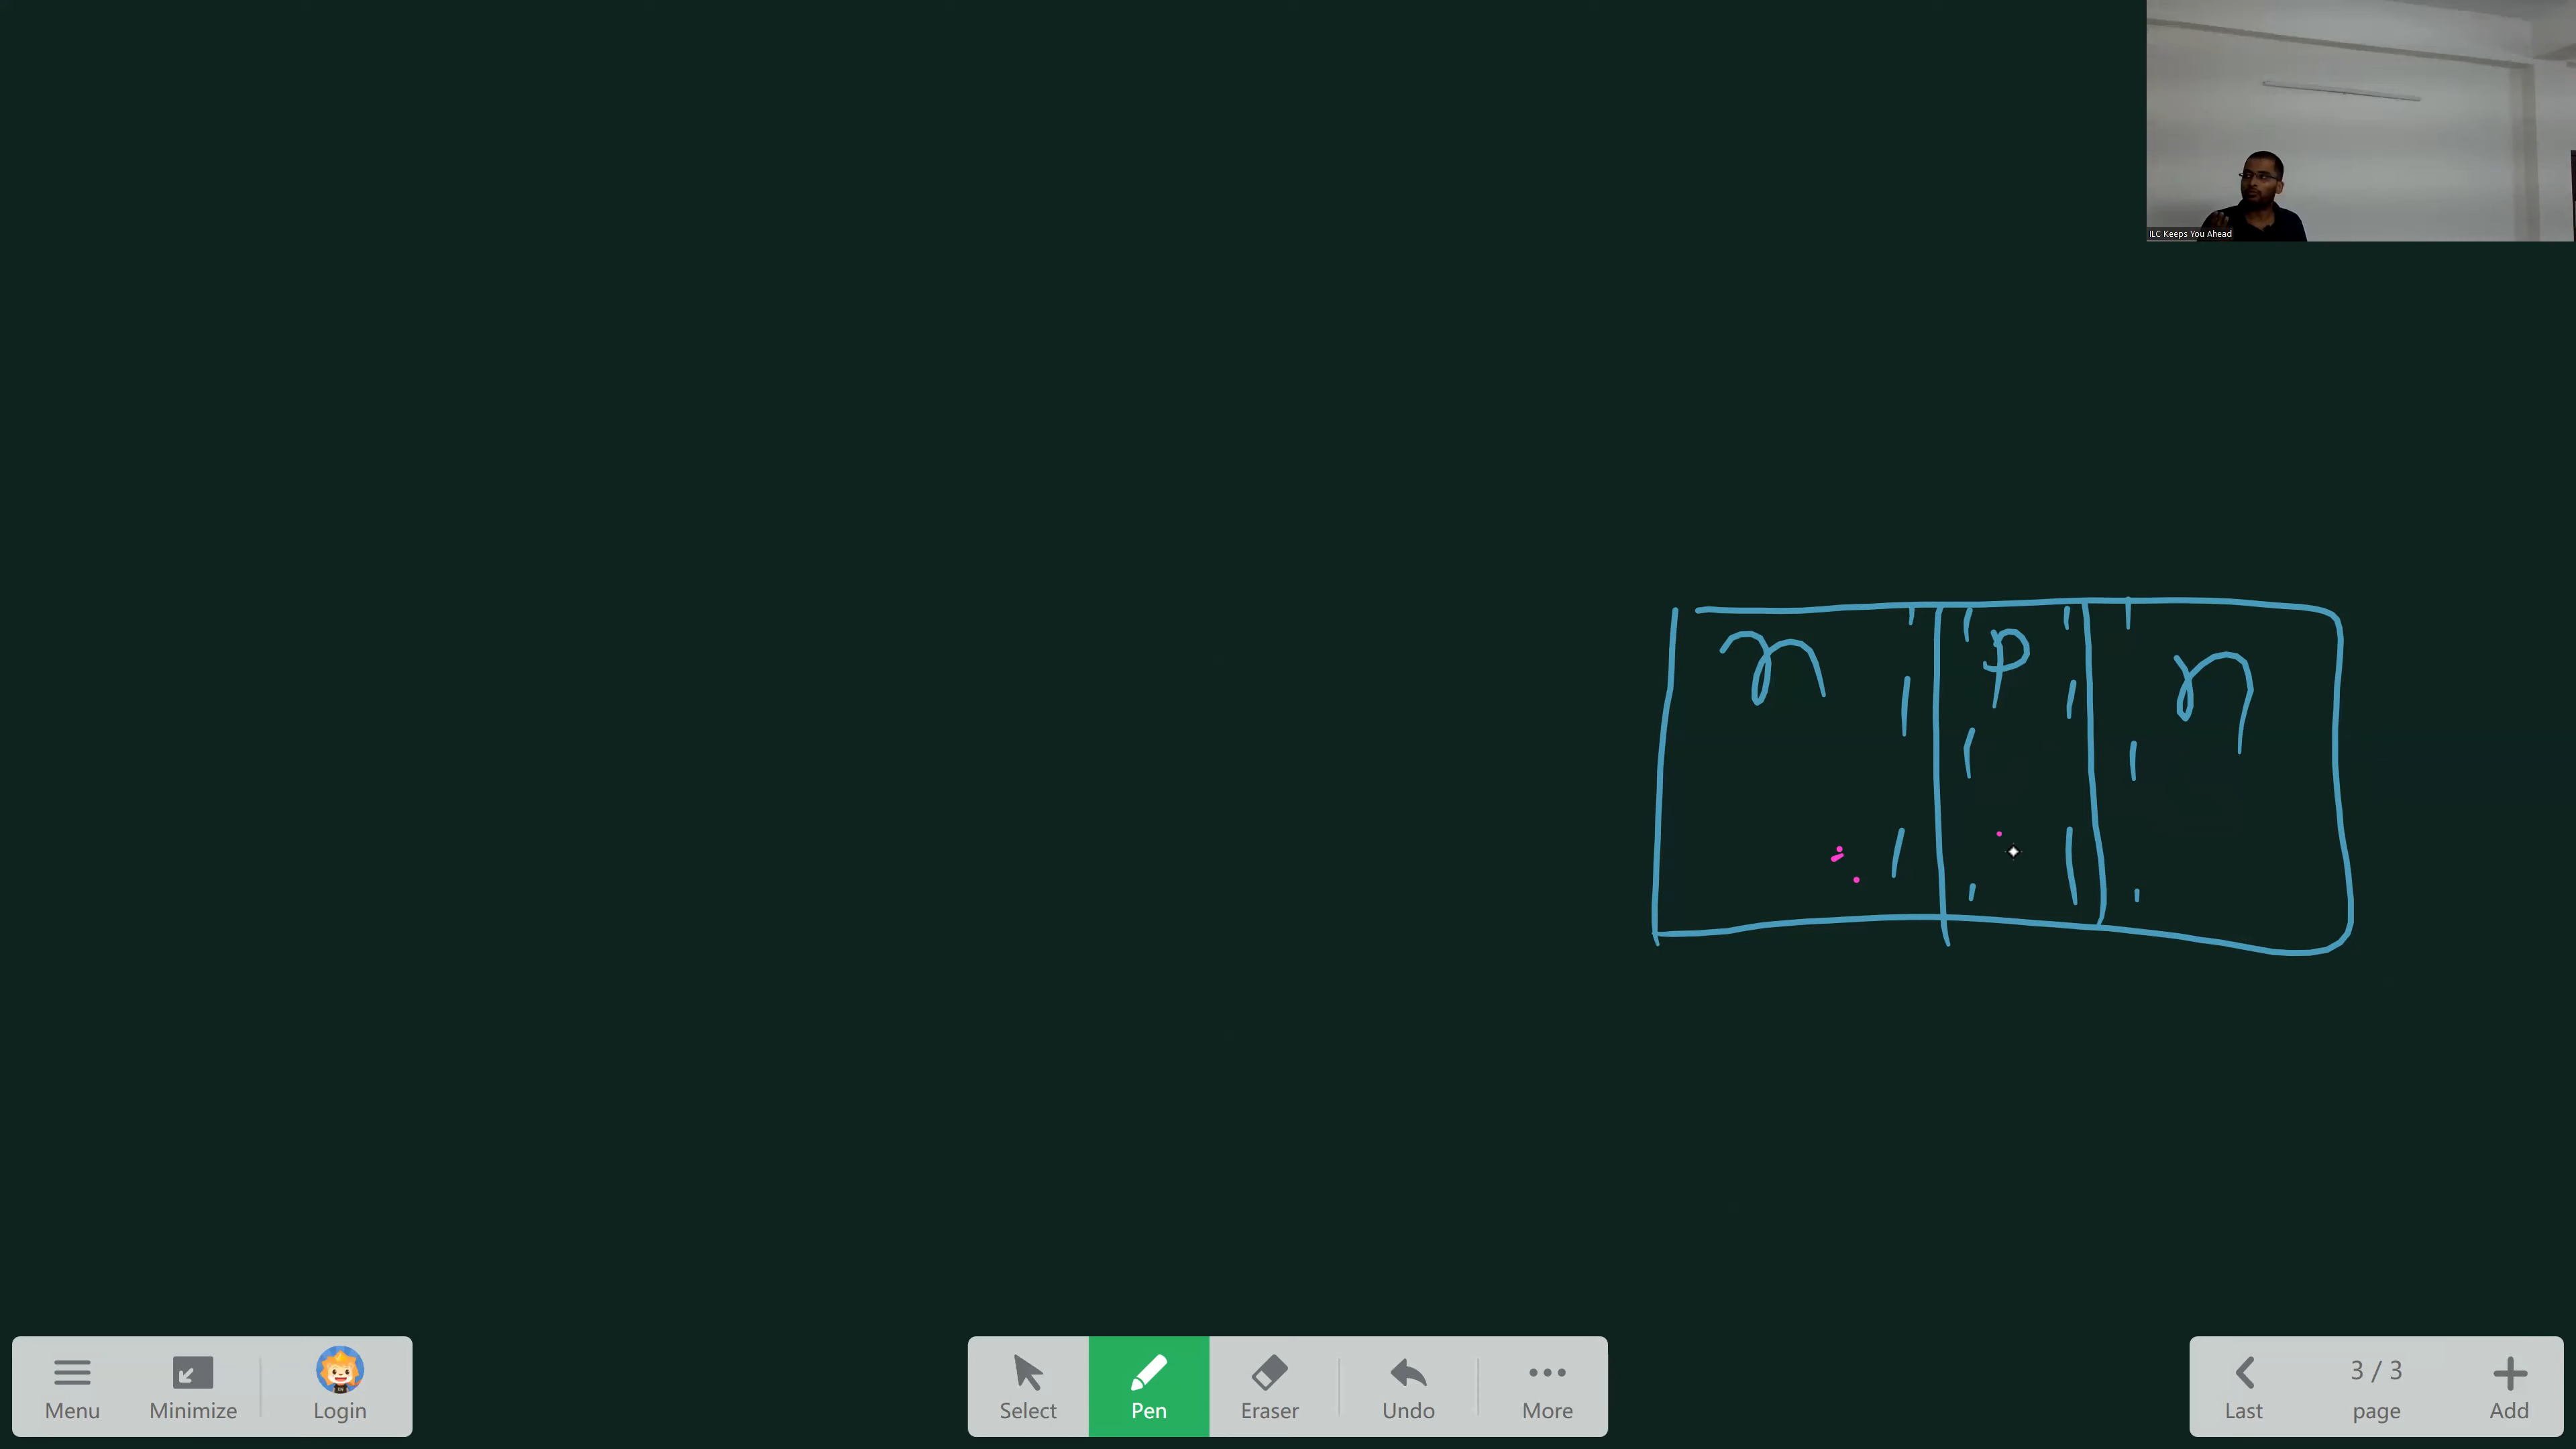 ILC Keeps You Ahead
n p n
Menu Minimize Login Select Pen Eraser Undo More Last 3 / 3 page Add